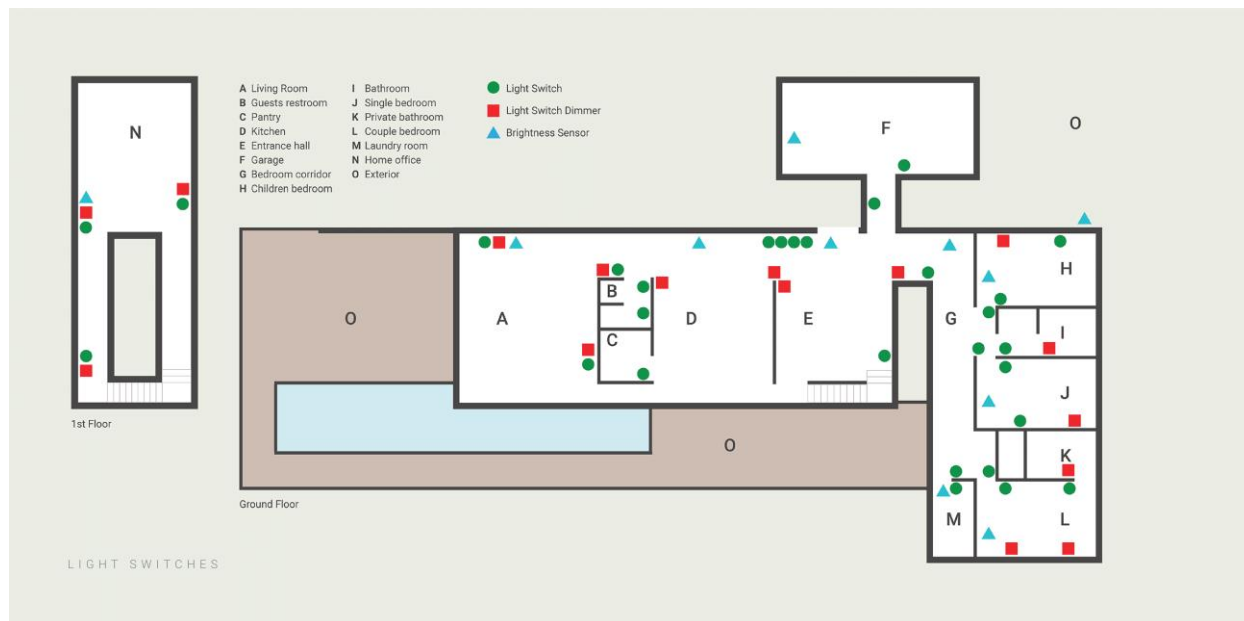 A Living Room
B Guests restroom
C Pantry
D Kitchen
E Entrance hall
F Garage
G Bedroom corridor
H Children bedroom
I Bathroom
J Single bedroom
K Private bathroom
L Couple bedroom
M Laundry room
N Home office
O Exterior
Light Switch
Light Switch Dimmer
Brightness Sensor
N
1st Floor
F
O
O
A
B
C
D
E
G
H
I
J
K
L
M
O
Ground Floor
LIGHT SWITCHES